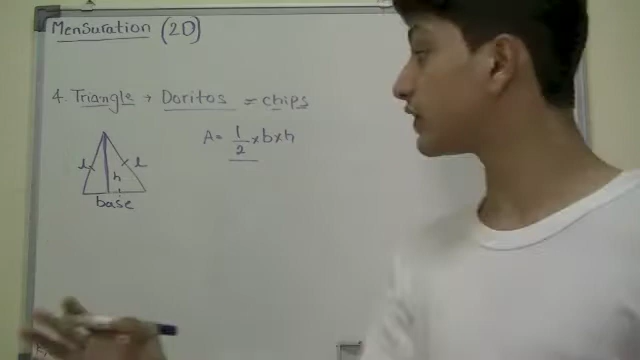 Mensuration (2D)
4. Triangle → Doritos = chips
A = 1/2 × b × h
l l
h
base